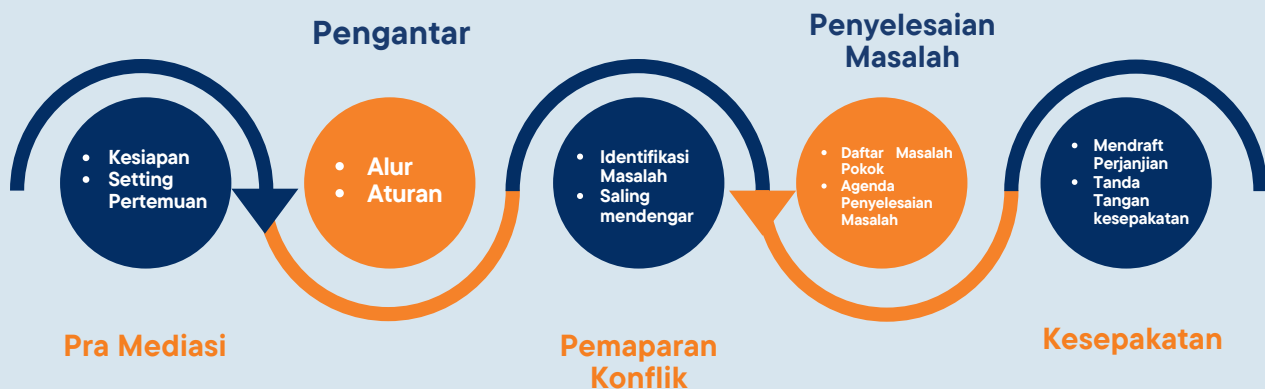 Pengantar
Penyelesaian
Masalah
• Kesiapan
• Setting
Pertemuan
• Alur
• Aturan
• Identifikasi
Masalah
• Saling
mendengar
• Daftar Masalah
Pokok
• Agenda
Penyelesaian
Masalah
• Mendraft
Perjanjian
• Tanda
Tangan
kesepakatan
Pra Mediasi
Pemaparan
Konflik
Kesepakatan